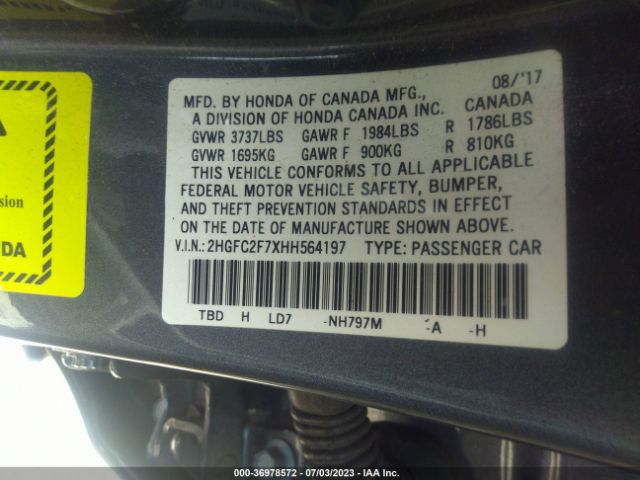 08/'17
MFD. BY HONDA OF CANADA MFG.,
A DIVISION OF HONDA CANADA INC. CANADA
GVWR 3737LBS GAWR F 1984LBS R 1786LBS
GVWR 1695KG GAWR F 900KG R 810KG
THIS VEHICLE CONFORMS TO ALL APPLICABLE
FEDERAL MOTOR VEHICLE SAFETY, BUMPER,
AND THEFT PREVENTION STANDARDS IN EFFECT
ON THE DATE OF MANUFACTURE SHOWN ABOVE.
V.I.N.: 2HGFC2F7XHH564197 TYPE: PASSENGER CAR
TBD H LD7 -NH797M -A -H
A
sion
DA
000-36978572 — 07/03/2023 — IAA Inc.